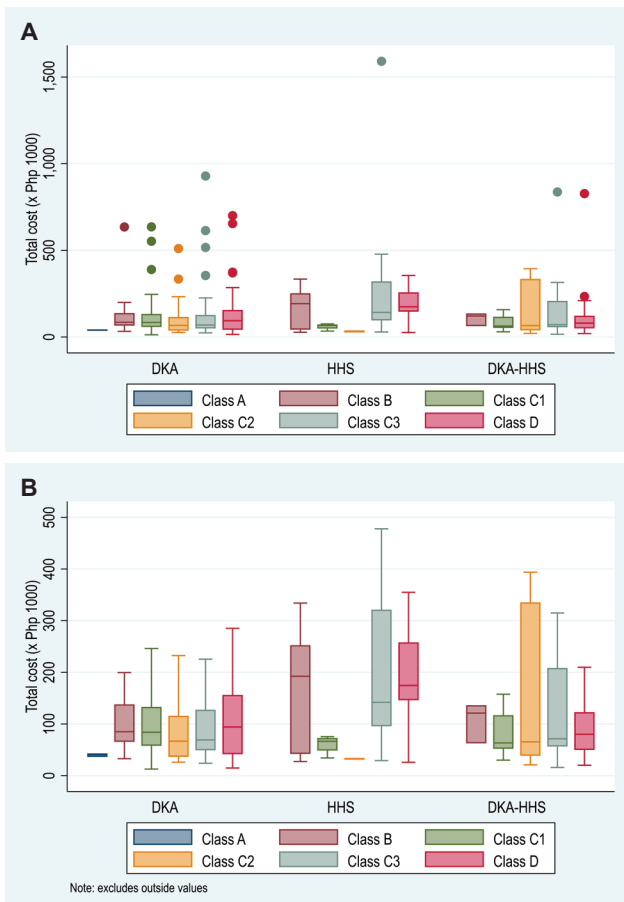 A
Total cost (x Php 1000)
1,500
1,000
500
0
DKA HHS DKA-HHS
Class A Class B Class C1
Class C2 Class C3 Class D
B
Total cost (x Php 1000)
500
400
300
200
100
0
DKA HHS DKA-HHS
Class A Class B Class C1
Class C2 Class C3 Class D
Note: excludes outside values